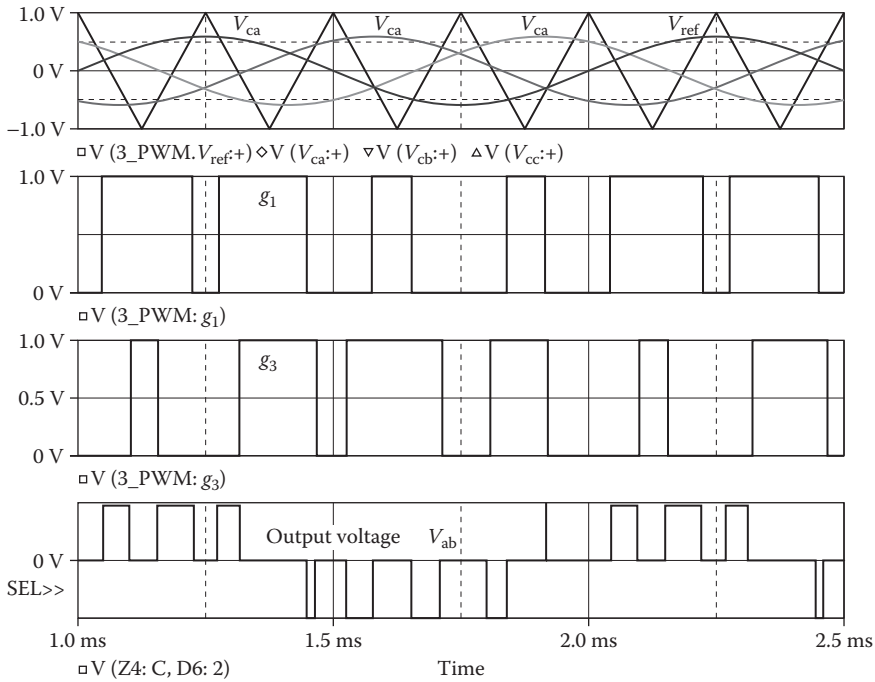 1.0 V
V_ca V_ca V_ca V_ref
0 V
−1.0 V
□ V (3_PWM.V_ref:+) ◇ V (V_ca:+) ▽ V (V_cb:+) △ V (V_cc:+)
1.0 V
g_1
0 V
□ V (3_PWM: g_1)
1.0 V
g_3
0.5 V
0 V
□ V (3_PWM: g_3)
Output voltage V_ab
0 V
SEL>>
1.0 ms 1.5 ms 2.0 ms 2.5 ms
□ V (Z4: C, D6: 2) Time